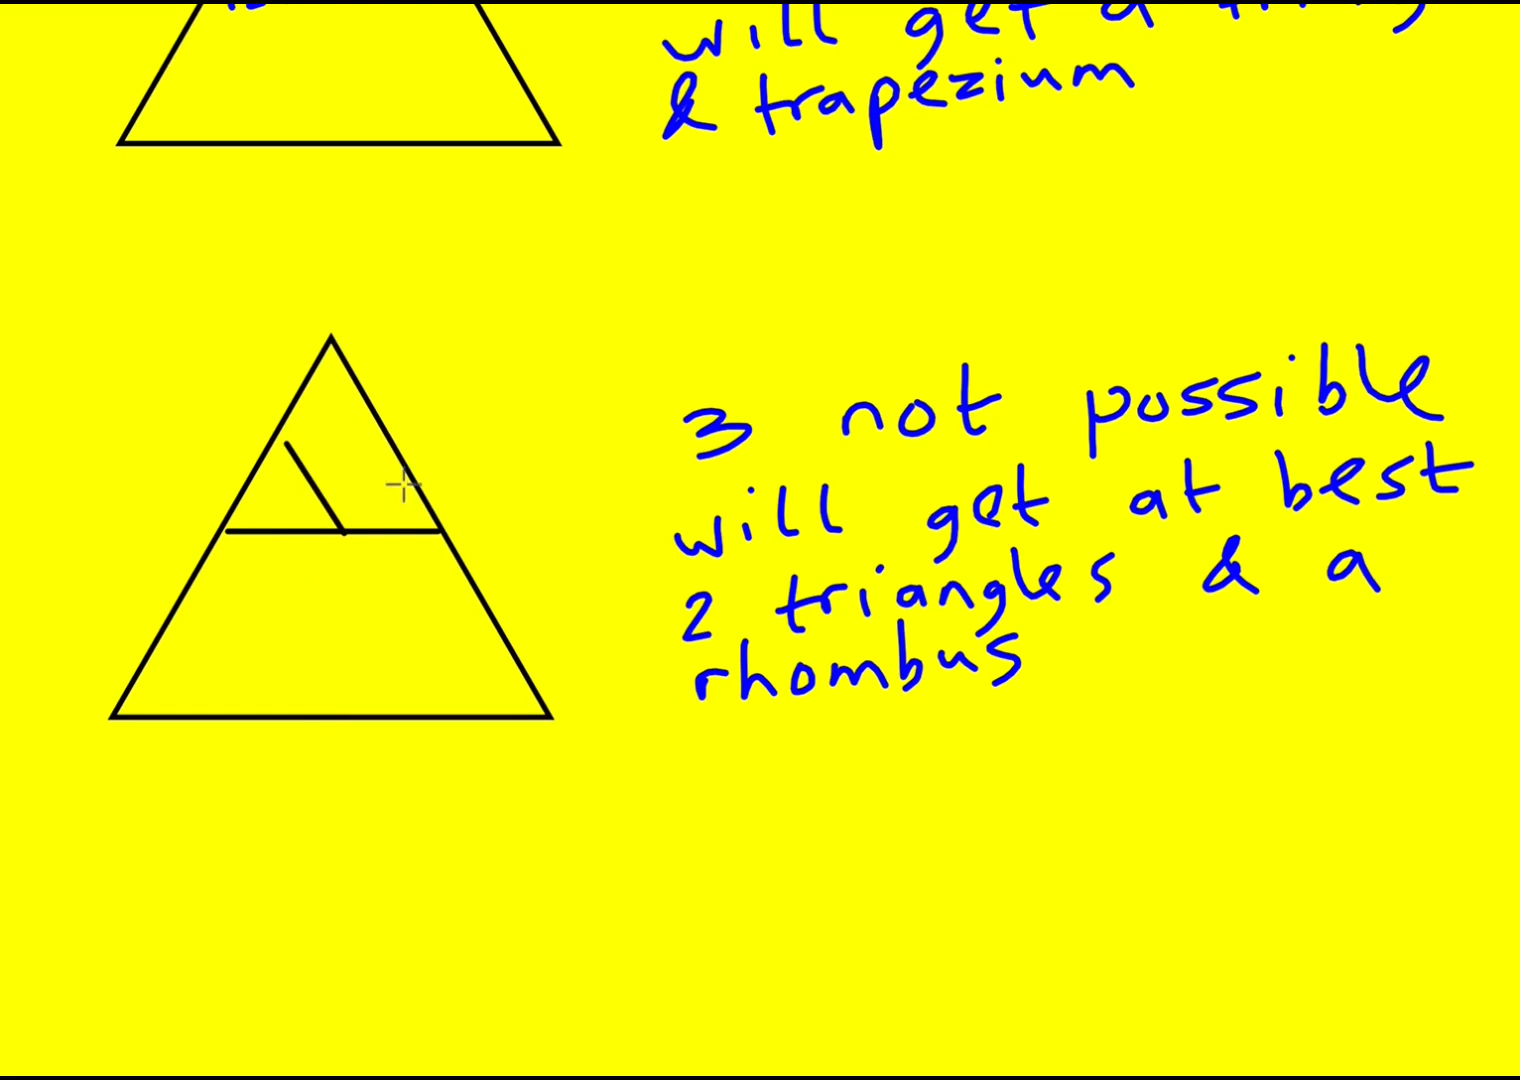 will get a
& trapezium
3 not possible
will get at best
2 triangles & a
rhombus